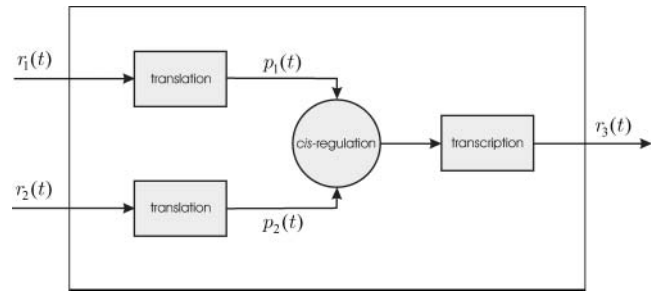 r₁(t)
translation
p₁(t)
cis-regulation
transcription
r₃(t)
r₂(t)
translation
p₂(t)